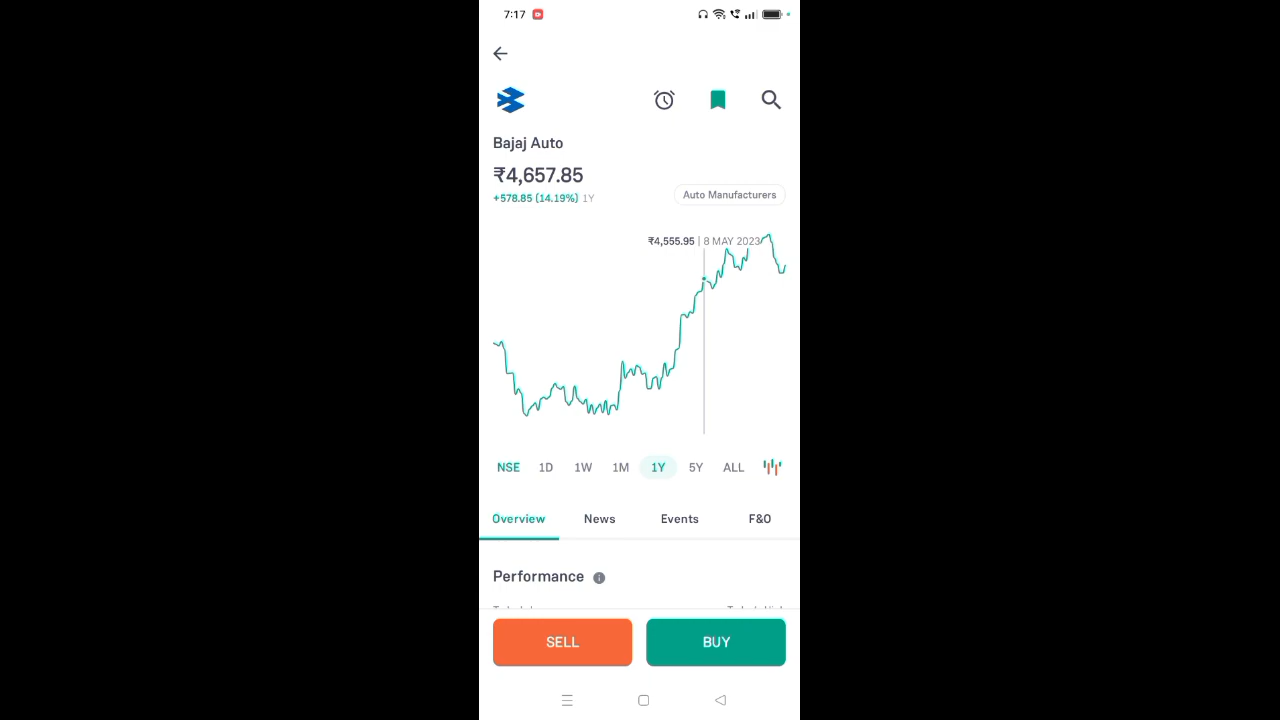 7:17
Bajaj Auto
₹4,657.85
+578.85 (14.19%) 1Y
Auto Manufacturers
₹4,555.95 | 8 MAY 2023
NSE 1D 1W 1M 1Y 5Y ALL
Overview News Events F&O
Performance
SELL BUY